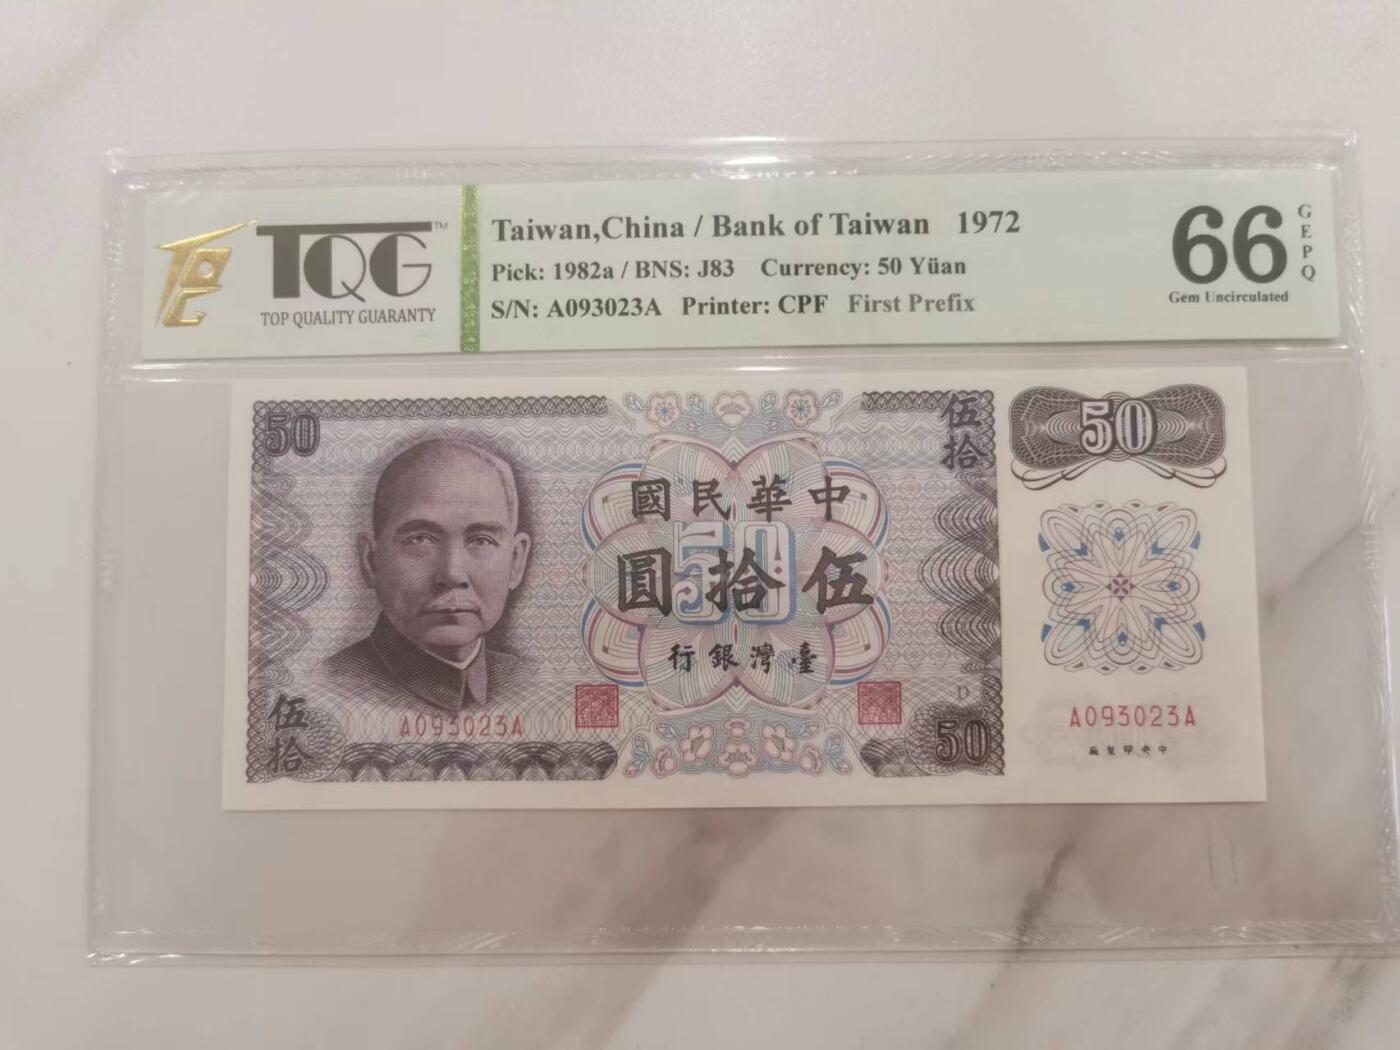 TQG™
TOP QUALITY GUARANTY
Taiwan,China / Bank of Taiwan 1972
Pick: 1982a / BNS: J83 Currency: 50 Yüan
S/N: A093023A Printer: CPF First Prefix
66
GEPQ
Gem Uncirculated
50
伍拾
50
國民華中
50
圓拾伍
行銀灣臺
D
伍拾
A093023A
50
A093023A
廠製印央中